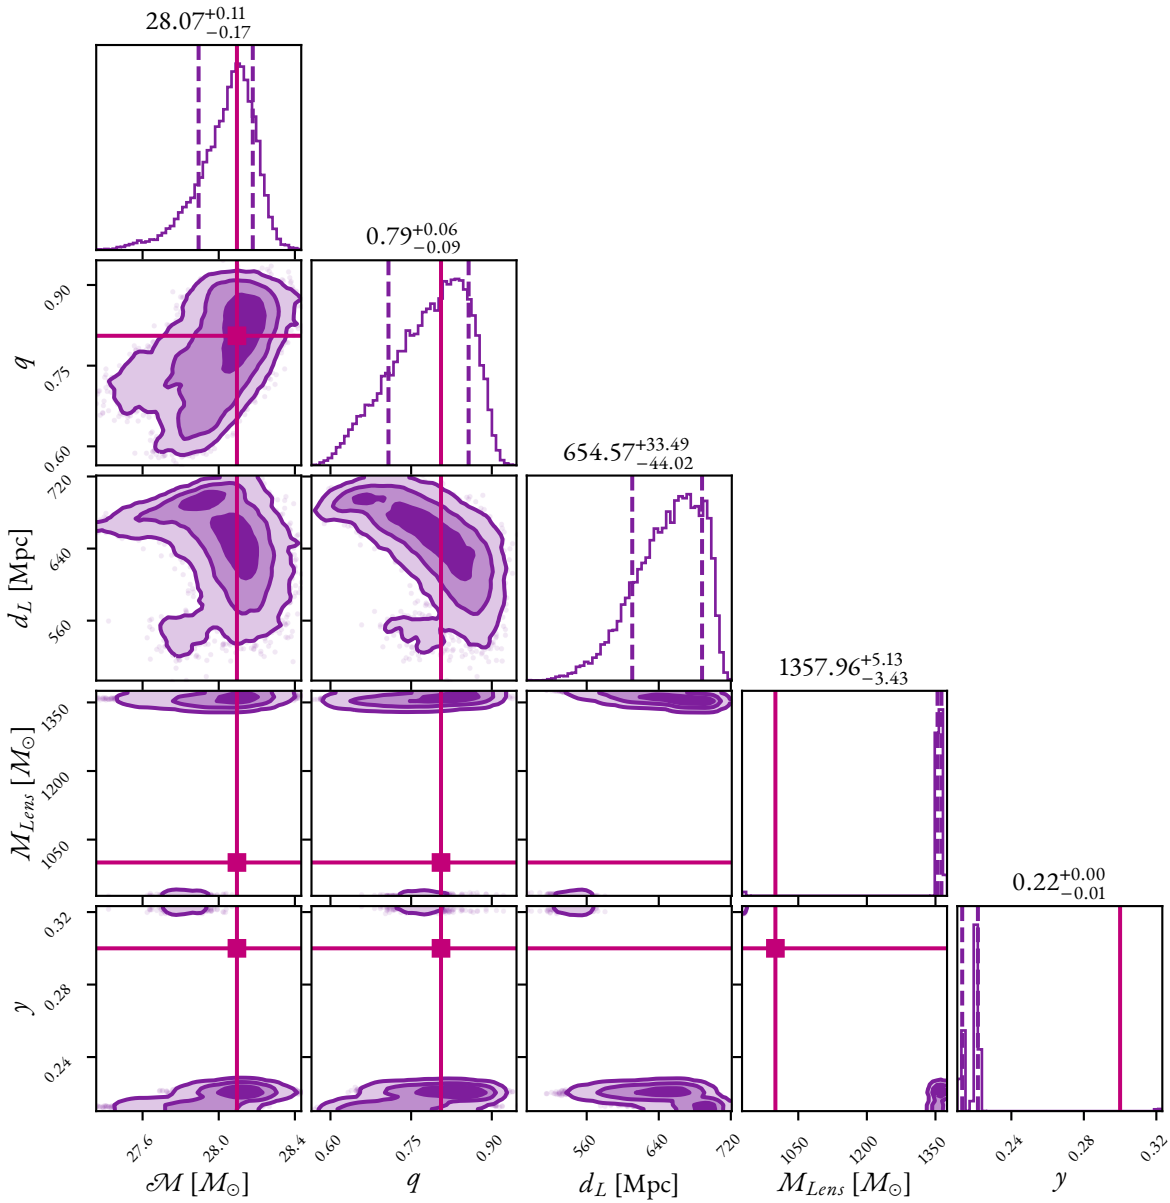 28.07+0.11−0.17
0.79+0.06−0.09
0.90
0.75
0.60
q
654.57+33.49−44.02
720
640
560
d_L [Mpc]
1357.96+5.13−3.43
1350
1200
1050
M_Lens [M⊙]
0.22+0.00−0.01
0.32
0.28
0.24
y
27.6 28.0 28.4 0.60 0.75 0.90 560 640 720 1050 1200 1350 0.24 0.28 0.32
ℳ [M⊙] q d_L [Mpc] M_Lens [M⊙] y